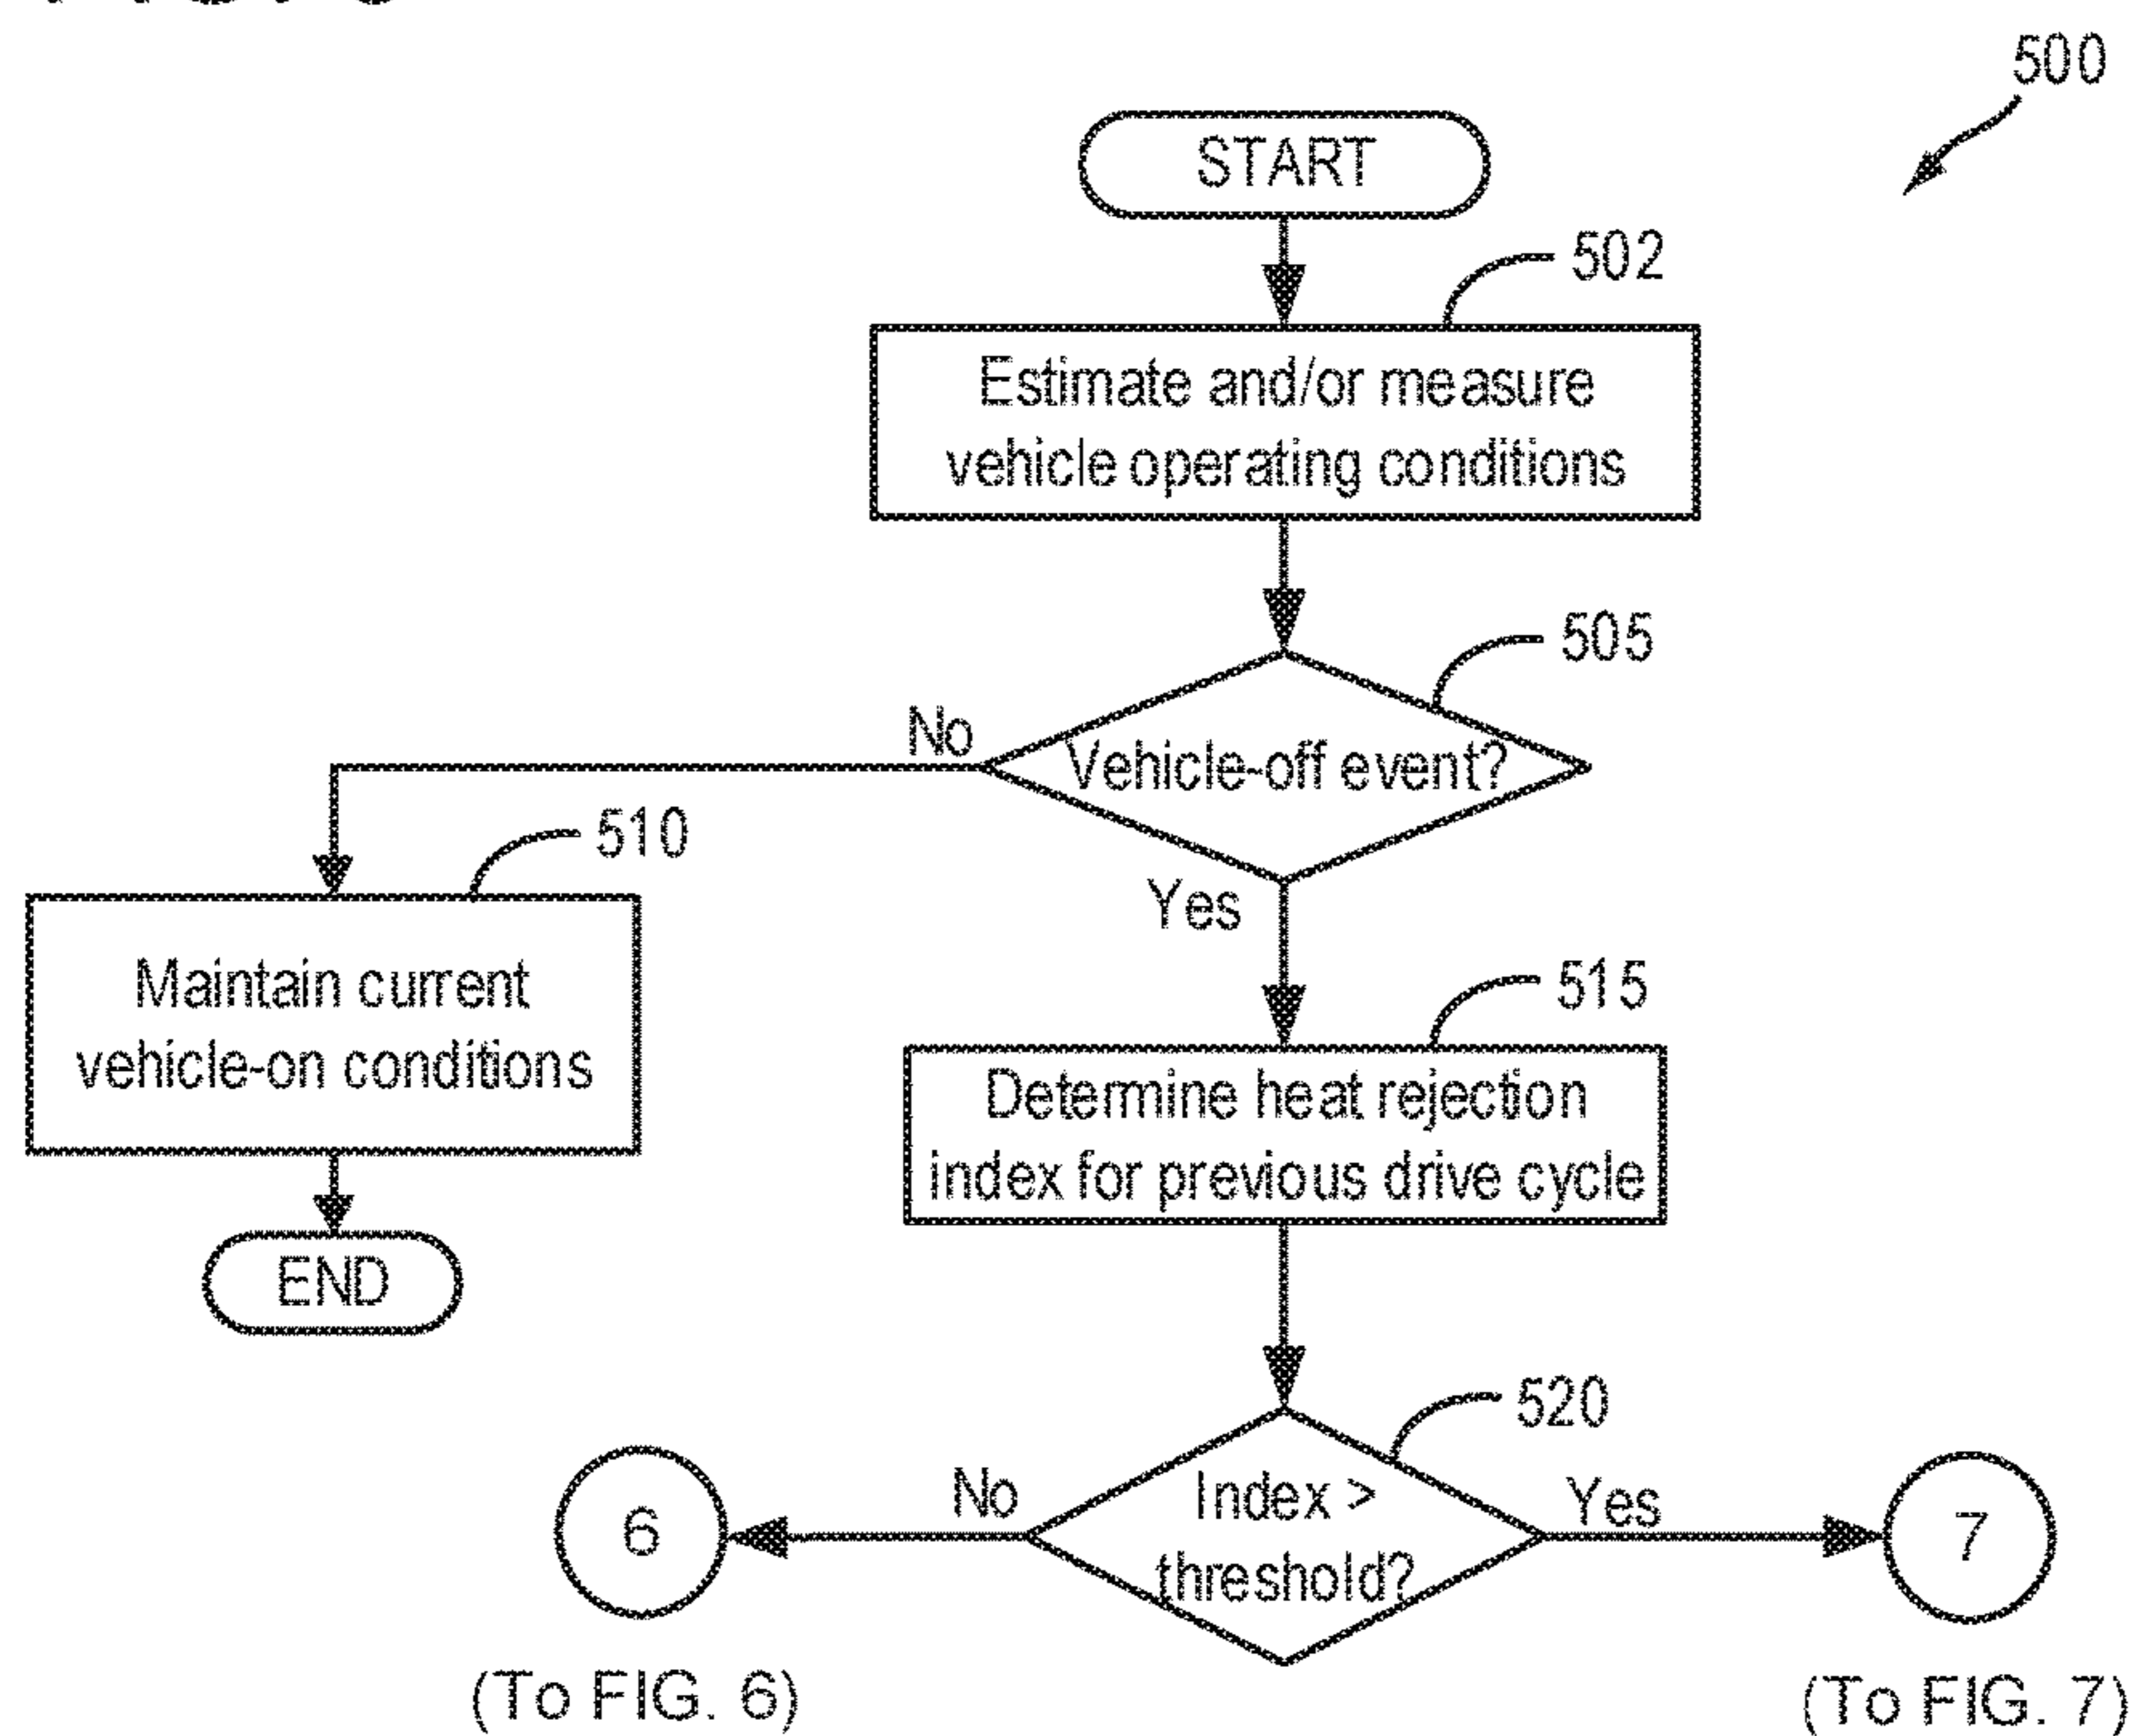 500
START
502
Estimate and/or measure
vehicle operating conditions
505
No
Vehicle-off event?
510
Yes
Maintain current
vehicle-on conditions
515
Determine heat rejection
index for previous drive cycle
END
520
6
No
Index >
threshold?
Yes
7
(To FIG. 6)
(To FIG. 7)